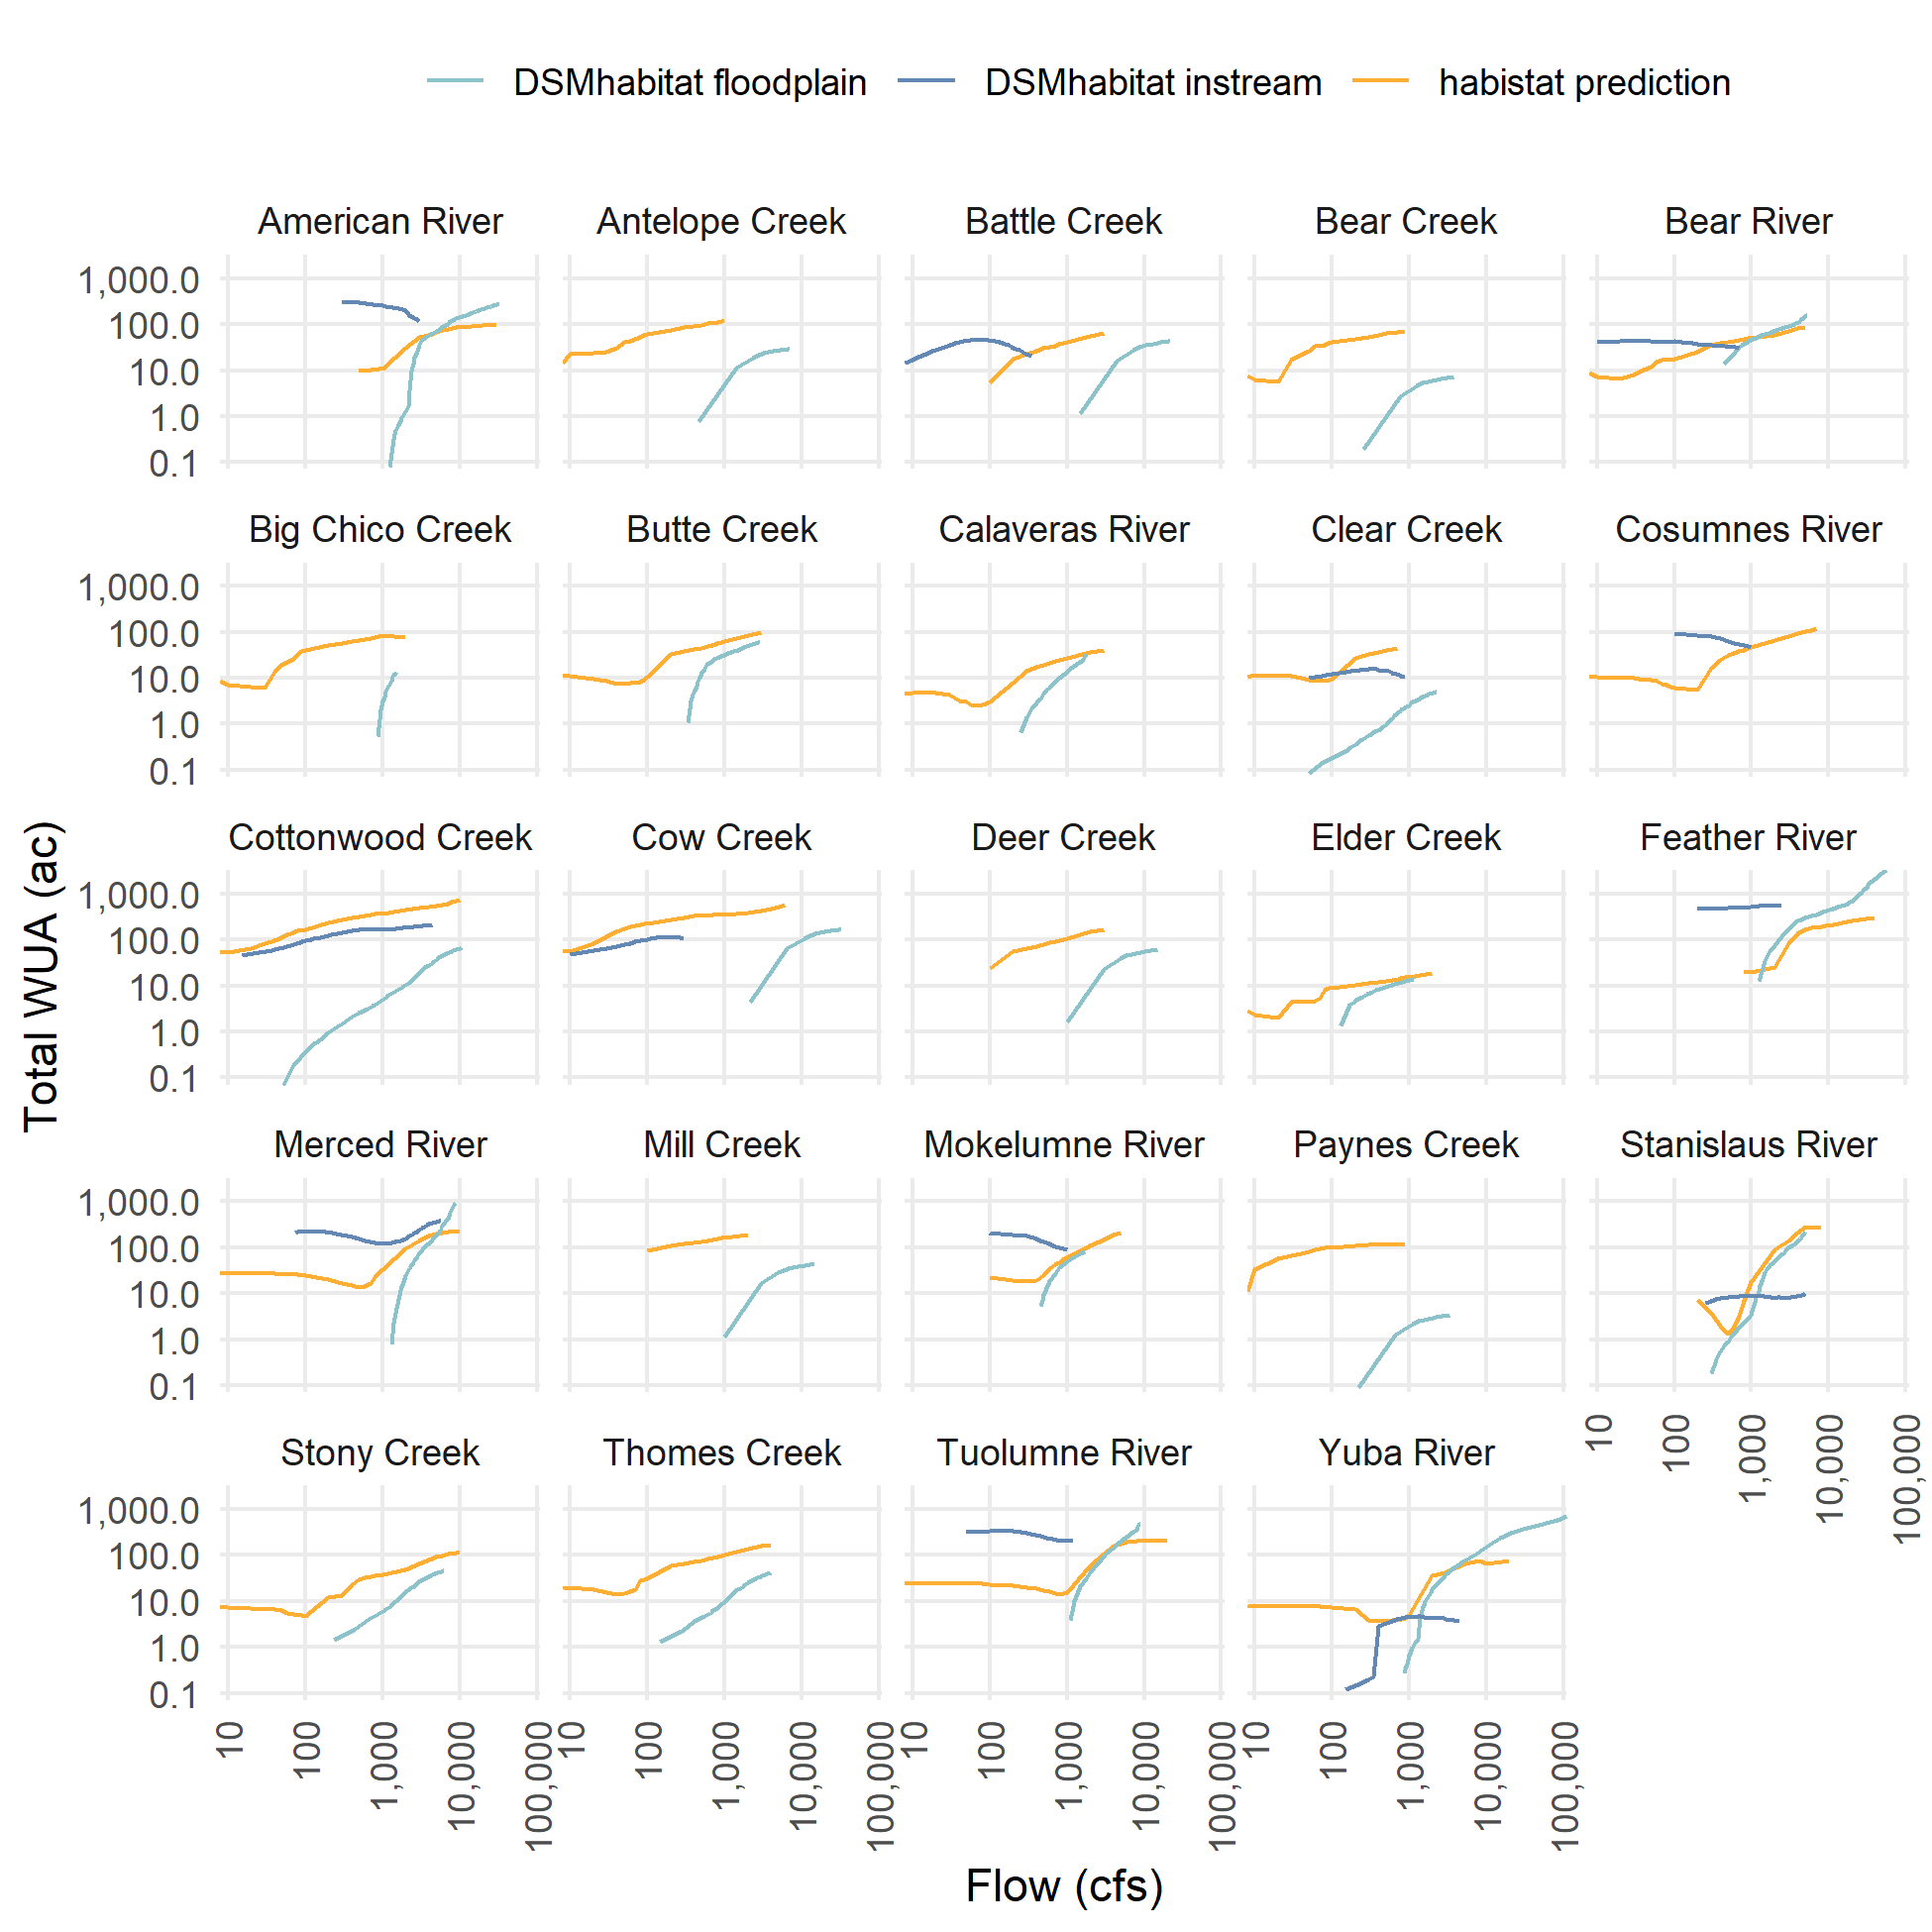 DSMhabitat floodplain DSMhabitat instream habistat prediction
American River Antelope Creek Battle Creek Bear Creek Bear River
1,000.0
100.0
10.0
1.0
0.1
Big Chico Creek Butte Creek Calaveras River Clear Creek Cosumnes River
1,000.0
100.0
10.0
1.0
0.1
Cottonwood Creek Cow Creek Deer Creek Elder Creek Feather River
1,000.0
100.0
10.0
1.0
0.1
Total WUA (ac)
Merced River Mill Creek Mokelumne River Paynes Creek Stanislaus River
1,000.0
100.0
10.0
1.0
0.1
10 100 1,000 10,000 100,000
Stony Creek Thomes Creek Tuolumne River Yuba River
1,000.0
100.0
10.0
1.0
0.1
10 100 1,000 10,000 100,000 10 100 1,000 10,000 100,000 10 100 1,000 10,000 100,000 10 100 1,000 10,000 100,000
Flow (cfs)